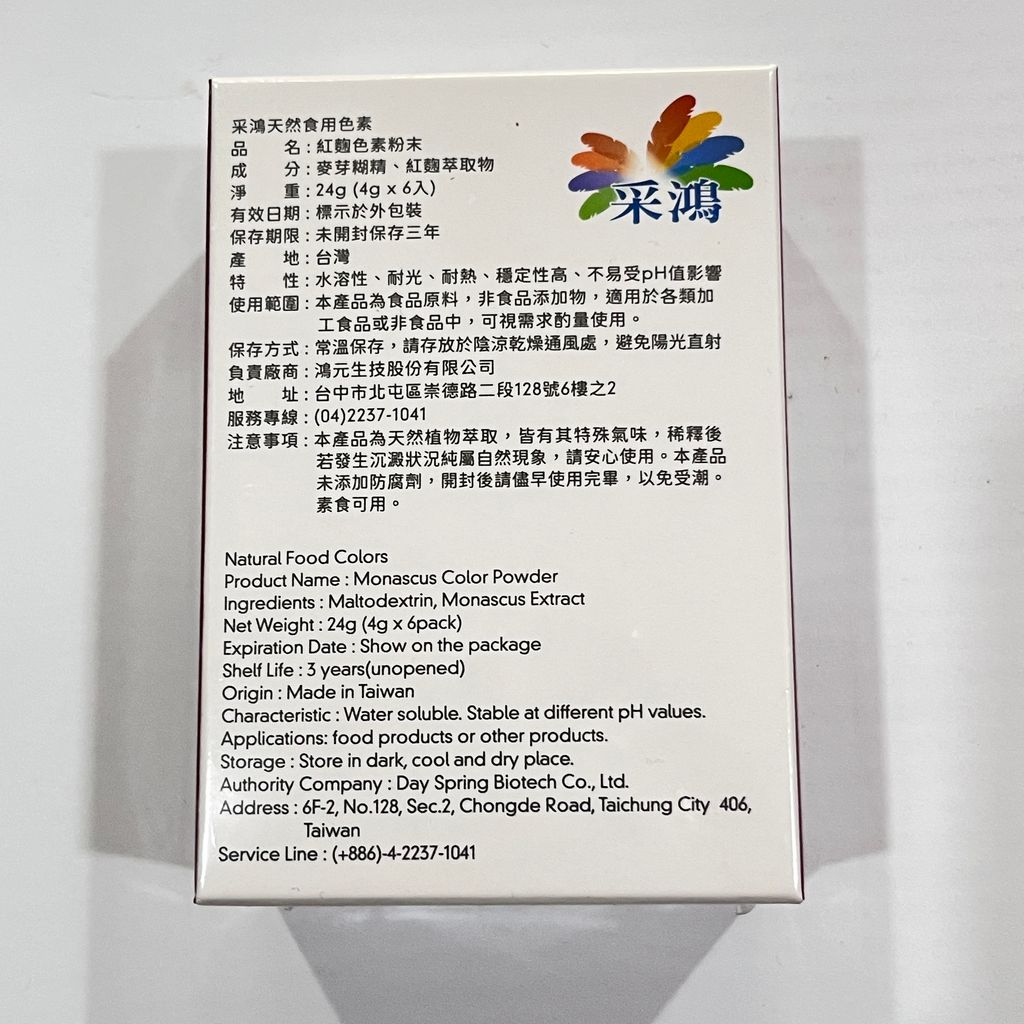 采鴻天然食用色素
采鴻
品 名:紅麴色素粉末
成 分:麥芽糊精、紅麴萃取物
淨 重:24g (4g x 6入)
有效日期:標示於外包裝
保存期限:未開封保存三年
產 地:台灣
特 性:水溶性、耐光、耐熱、穩定性高、不易受pH值影響
使用範圍:本產品為食品原料,非食品添加物,適用於各類加
工食品或非食品中,可視需求酌量使用。
保存方式:常溫保存,請存放於陰涼乾燥通風處,避免陽光直射
負責廠商:鴻元生技股份有限公司
地 址:台中市北屯區崇德路二段128號6樓之2
服務專線:(04)2237-1041
注意事項:本產品為天然植物萃取,皆有其特殊氣味,稀釋後
若發生沉澱狀況純屬自然現象,請安心使用。本產品
未添加防腐劑,開封後請儘早使用完畢,以免受潮。
素食可用。
Natural Food Colors
Product Name : Monascus Color Powder
Ingredients : Maltodextrin, Monascus Extract
Net Weight : 24g (4g x 6pack)
Expiration Date : Show on the package
Shelf Life : 3 years(unopened)
Origin : Made in Taiwan
Characteristic : Water soluble. Stable at different pH values.
Applications: food products or other products.
Storage : Store in dark, cool and dry place.
Authority Company : Day Spring Biotech Co., Ltd.
Address : 6F-2, No.128, Sec.2, Chongde Road, Taichung City 406,
Taiwan
Service Line : (+886)-4-2237-1041